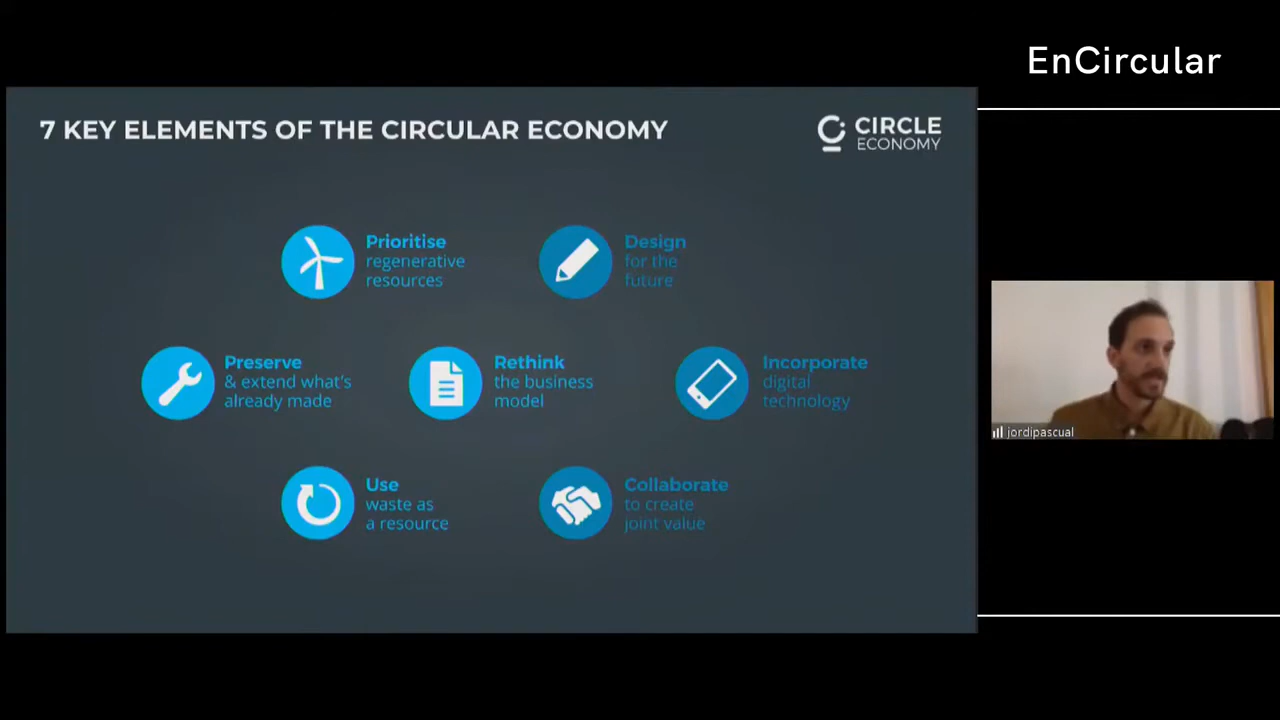 EnCircular
7 KEY ELEMENTS OF THE CIRCULAR ECONOMY
CIRCLE
ECONOMY
Prioritise
regenerative
resources
Design
for the
future
Preserve
& extend what's
already made
Rethink
the business
model
Incorporate
digital
technology
Use
waste as
a resource
Collaborate
to create
joint value
jordipascual